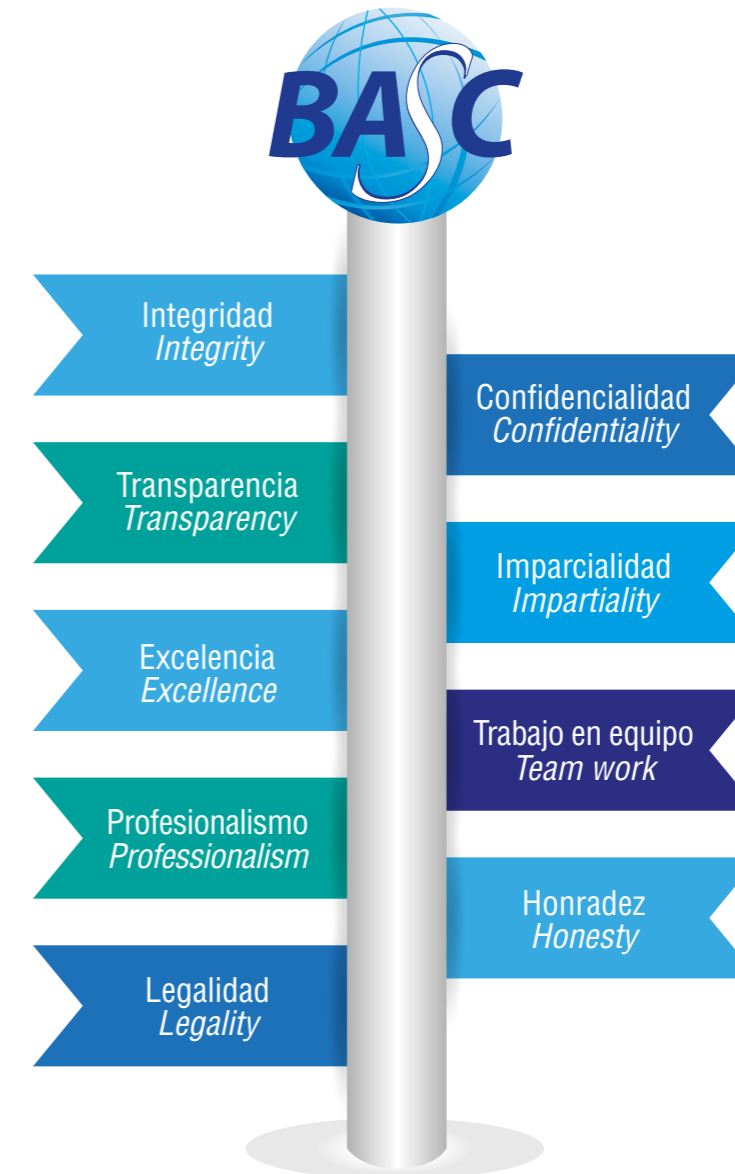 BASC
Integridad
Integrity
Confidencialidad
Confidentiality
Transparencia
Transparency
Imparcialidad
Impartiality
Excelencia
Excellence
Trabajo en equipo
Team work
Profesionalismo
Professionalism
Honradez
Honesty
Legalidad
Legality